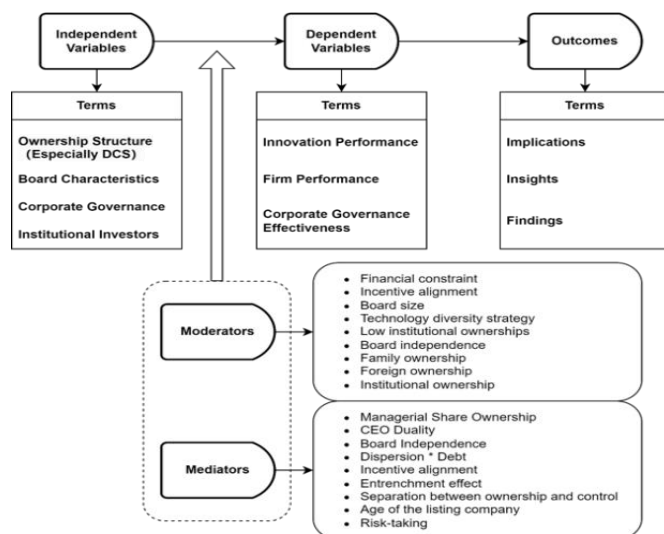 Independent
Variables
Dependent
Variables
Outcomes
Terms
Ownership Structure
(Especially DCS)
Board Characteristics
Corporate Governance
Institutional Investors
Terms
Innovation Performance
Firm Performance
Corporate Governance
Effectiveness
Terms
Implications
Insights
Findings
Moderators
• Financial constraint
• Incentive alignment
• Board size
• Technology diversity strategy
• Low institutional ownerships
• Board independence
• Family ownership
• Foreign ownership
• Institutional ownership
Mediators
• Managerial Share Ownership
• CEO Duality
• Board Independence
• Dispersion * Debt
• Incentive alignment
• Entrenchment effect
• Separation between ownership and control
• Age of the listing company
• Risk-taking